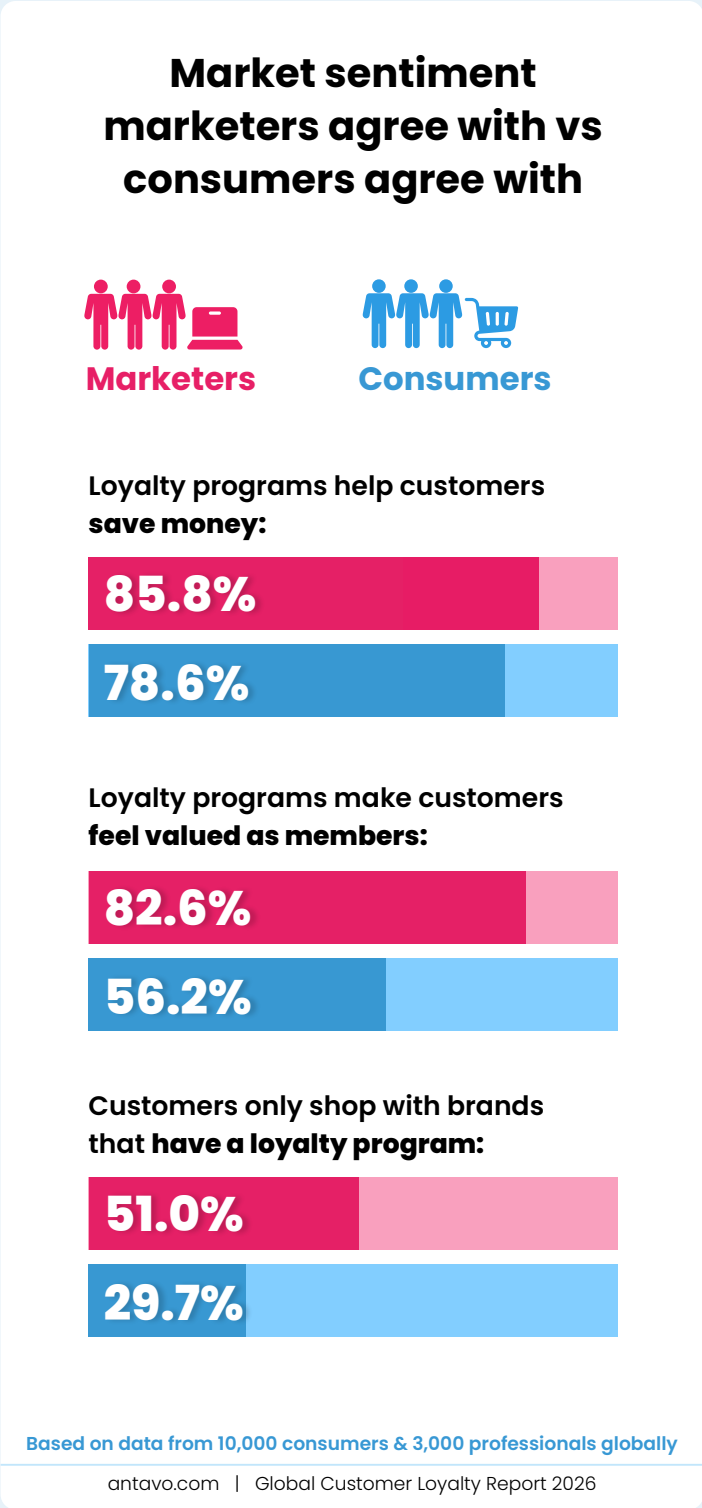 Market sentiment
marketers agree with vs
consumers agree with
Marketers
Consumers
Loyalty programs help customers
save money:
85.8%
78.6%
Loyalty programs make customers
feel valued as members:
82.6%
56.2%
Customers only shop with brands
that have a loyalty program:
51.0%
29.7%
Based on data from 10,000 consumers & 3,000 professionals globally
antavo.com | Global Customer Loyalty Report 2026